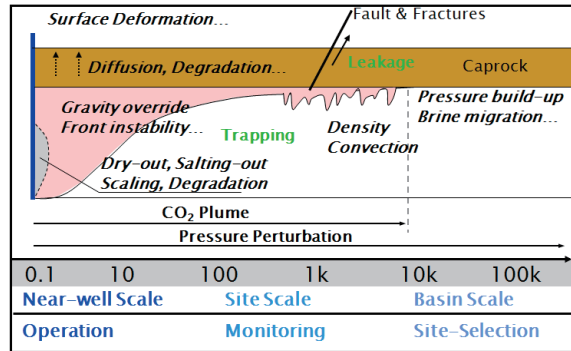 Surface Deformation...
Fault & Fractures
Diffusion, Degradation...
Leakage
Caprock
Gravity override
Front instability...
Trapping
Density
Convection
Pressure build-up
Brine migration...
Dry-out, Salting-out
Scaling, Degradation
CO₂ Plume
Pressure Perturbation
0.1 10 100 1k 10k 100k
Near-well Scale Site Scale Basin Scale
Operation Monitoring Site-Selection